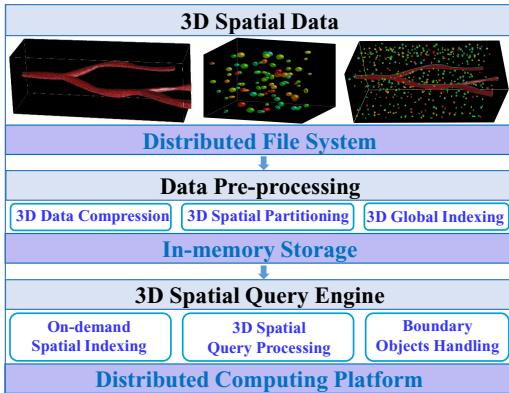 3D Spatial Data
Distributed File System
Data Pre-processing
3D Data Compression
3D Spatial Partitioning
3D Global Indexing
In-memory Storage
3D Spatial Query Engine
On-demand
Spatial Indexing
3D Spatial
Query Processing
Boundary
Objects Handling
Distributed Computing Platform